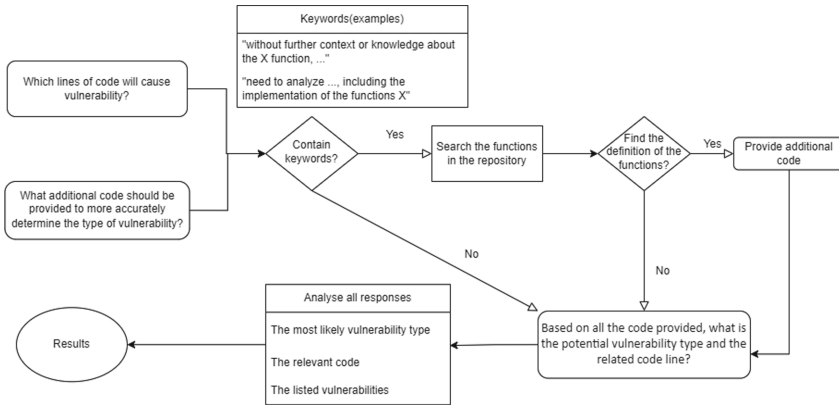 Keywords(examples)
"without further context or knowledge about
the X function, ..."
"need to analyze ..., including the
implementation of the functions X"
Which lines of code will cause
vulnerability?
What additional code should be
provided to more accurately
determine the type of vulnerability?
Contain
keywords?
Yes
Search the functions
in the repository
Find the
definition of the
functions?
Yes
Provide additional
code
No
No
Based on all the code provided, what is
the potential vulnerability type and the
related code line?
Analyse all responses
The most likely vulnerability type
The relevant code
The listed vulnerabilities
Results